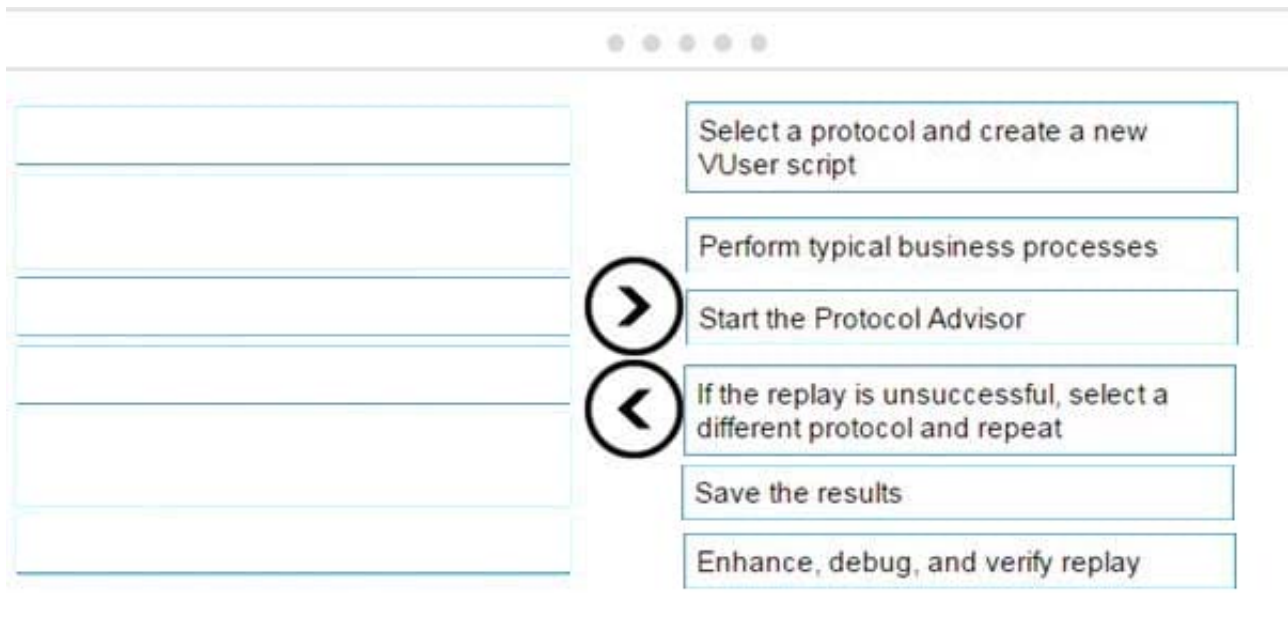 Select a protocol and create a new
VUser script
Perform typical business processes
Start the Protocol Advisor
If the replay is unsuccessful, select a
different protocol and repeat
Save the results
Enhance, debug, and verify replay